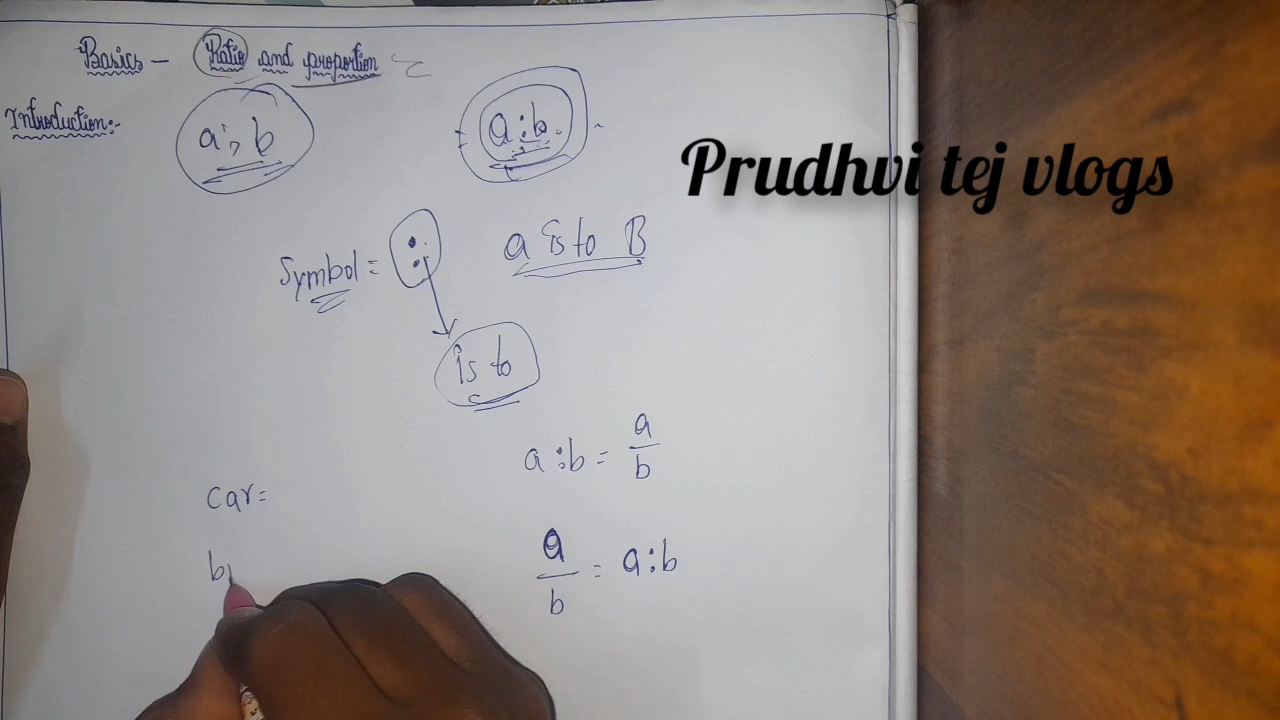 Basics - Ratio and proportion
Introduction:-
a:b
a:b
Prudhvi tej vlogs
Symbol = :
a is to B
is to
a:b = a/b
car=
a/b = a:b
b